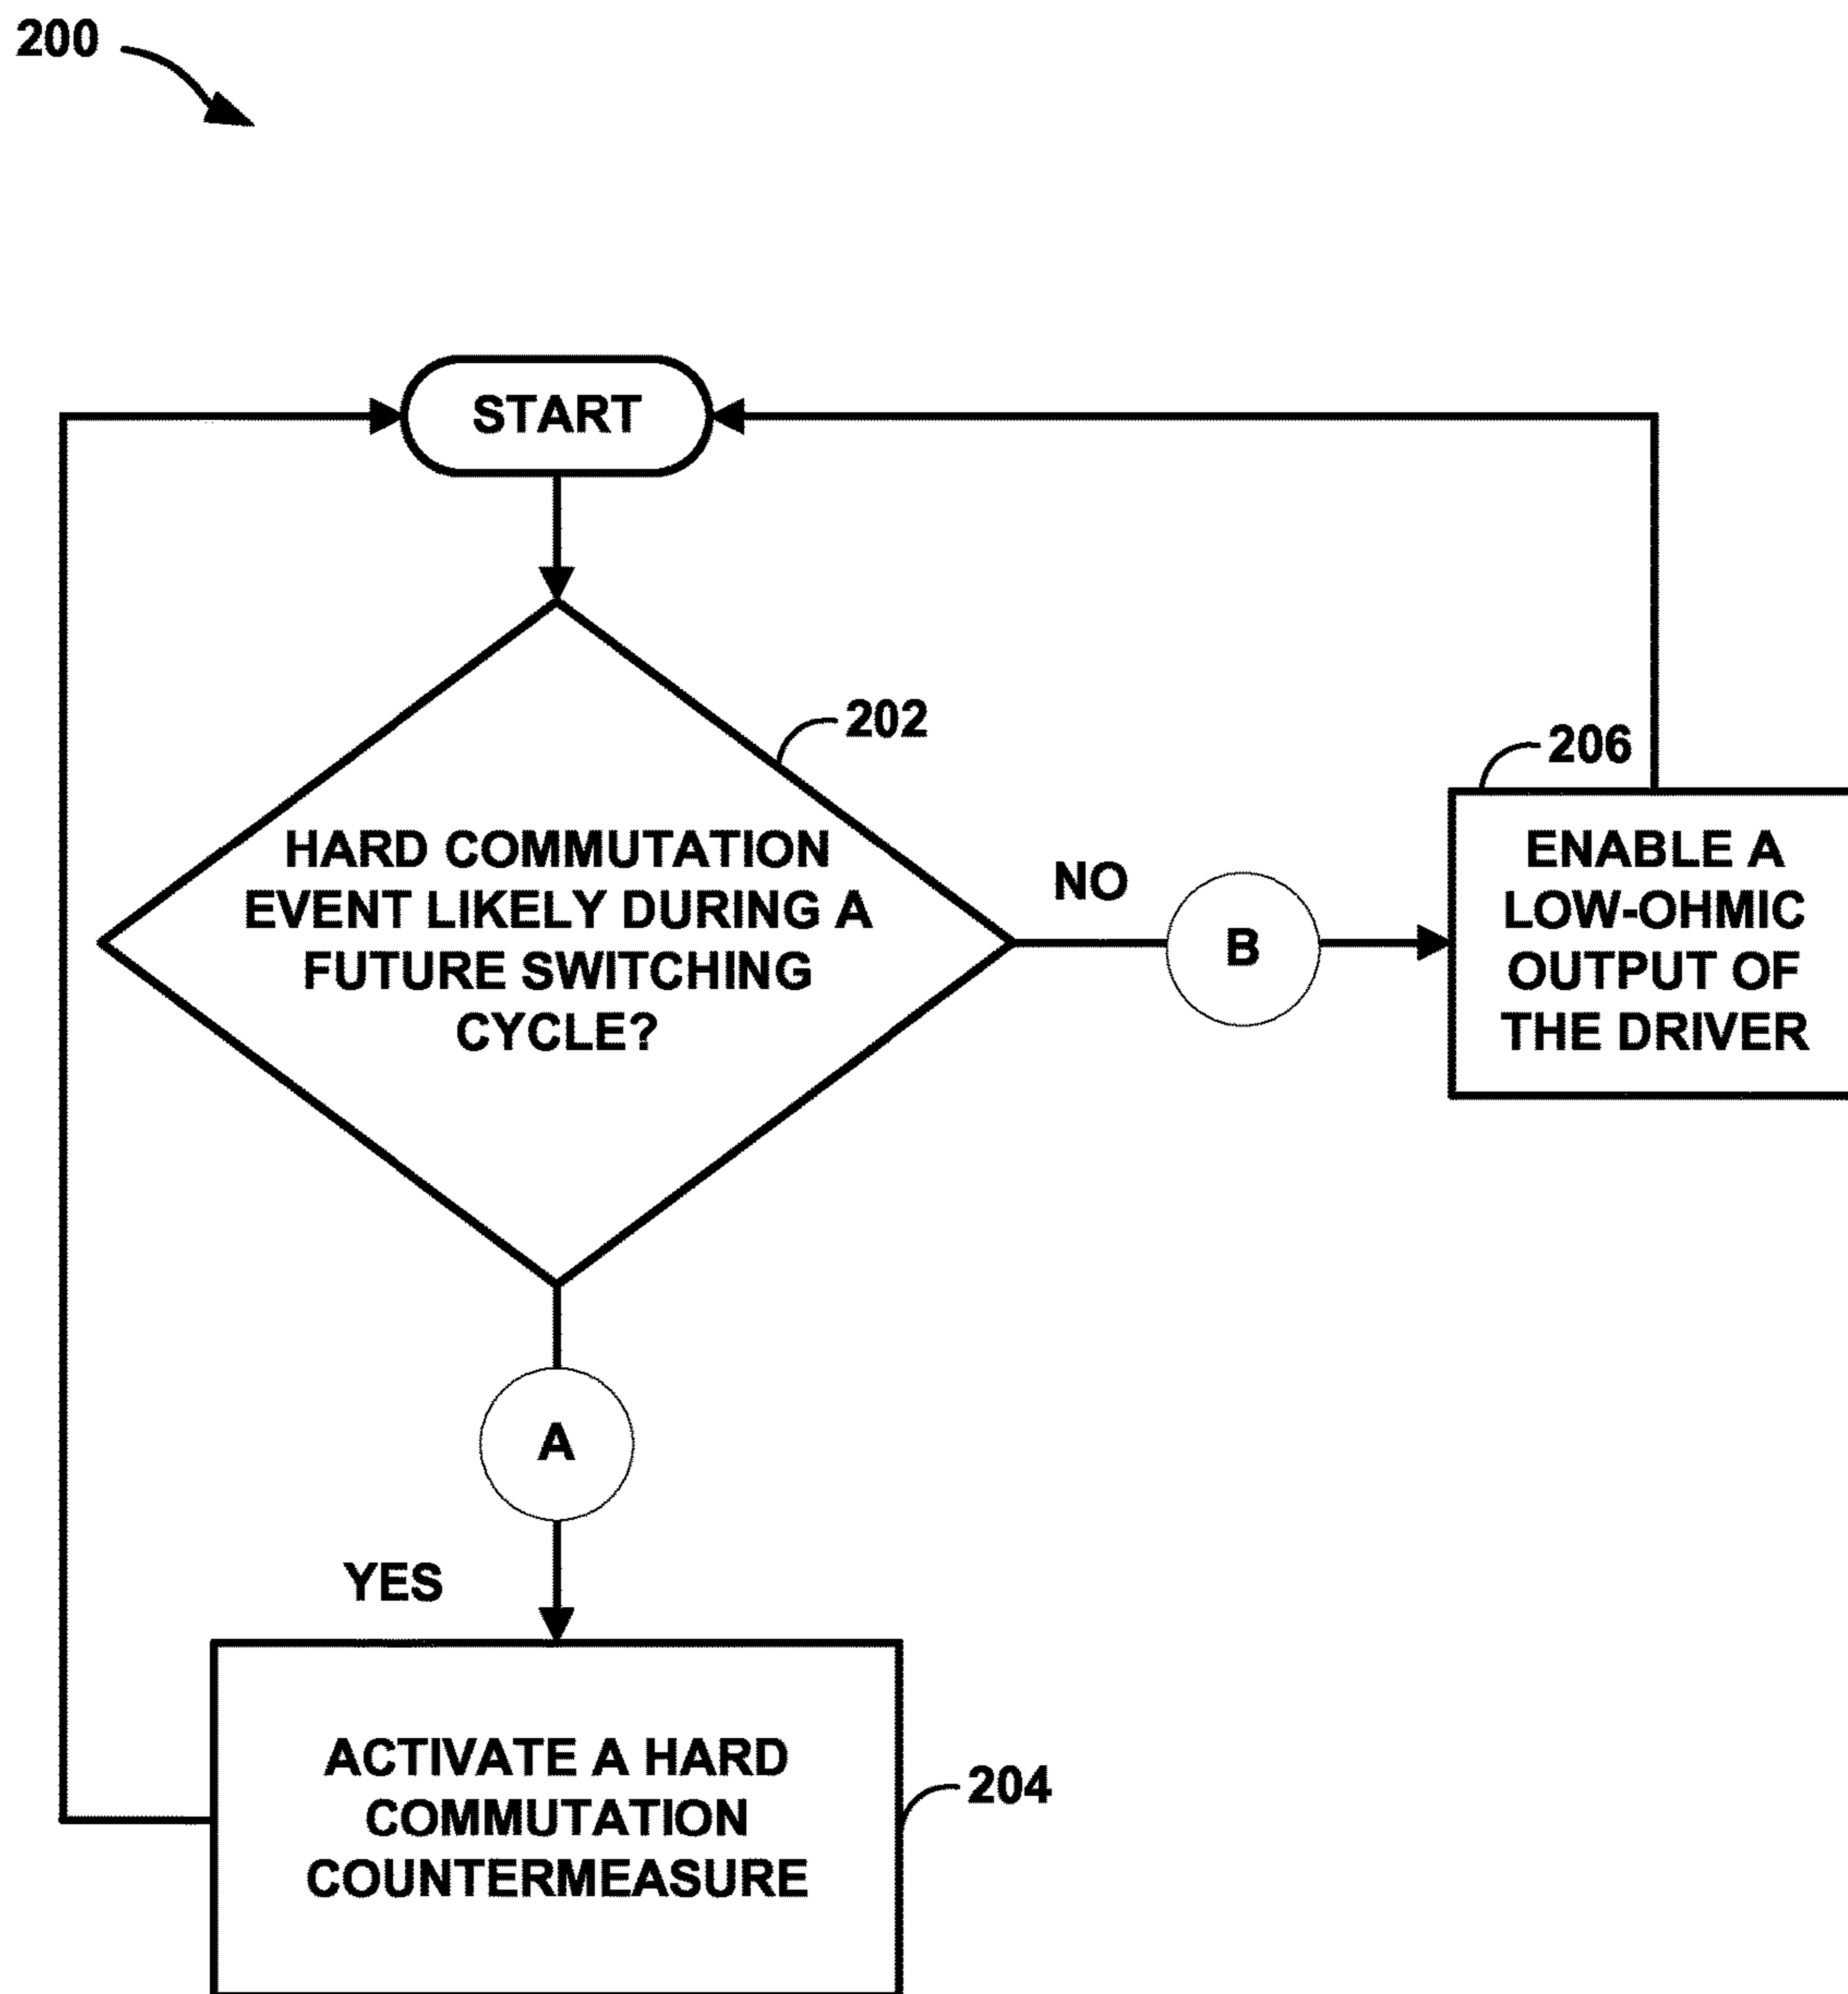 200
START
202
HARD COMMUTATION
EVENT LIKELY DURING A
FUTURE SWITCHING
CYCLE?
NO
B
206
ENABLE A
LOW-OHMIC
OUTPUT OF
THE DRIVER
A
YES
ACTIVATE A HARD
COMMUTATION
COUNTERMEASURE
204